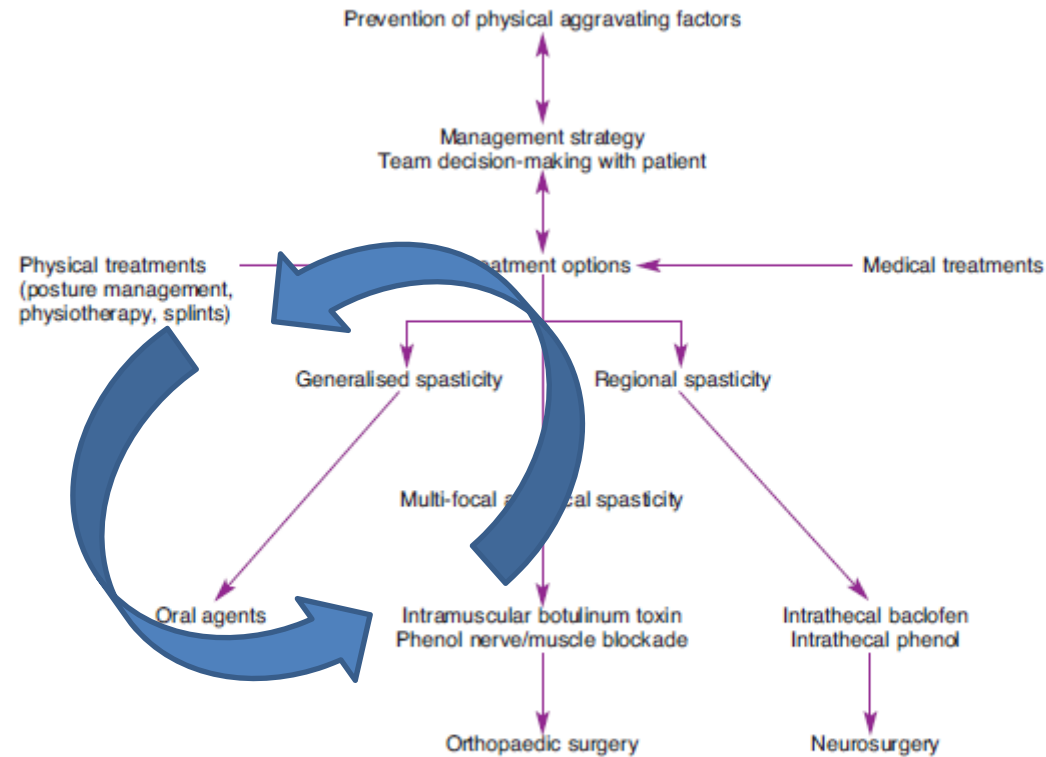 Prevention of physical aggravating factors
Management strategy
Team decision-making with patient
Physical treatments
(posture management,
physiotherapy, splints)
options
Medical treatments
Generalised spasticity
Regional spasticity
Multi-focal spasticity
Oral agents
Intramuscular botulinum toxin
Phenol nerve/muscle blockade
Intrathecal baclofen
Intrathecal phenol
Orthopaedic surgery
Neurosurgery